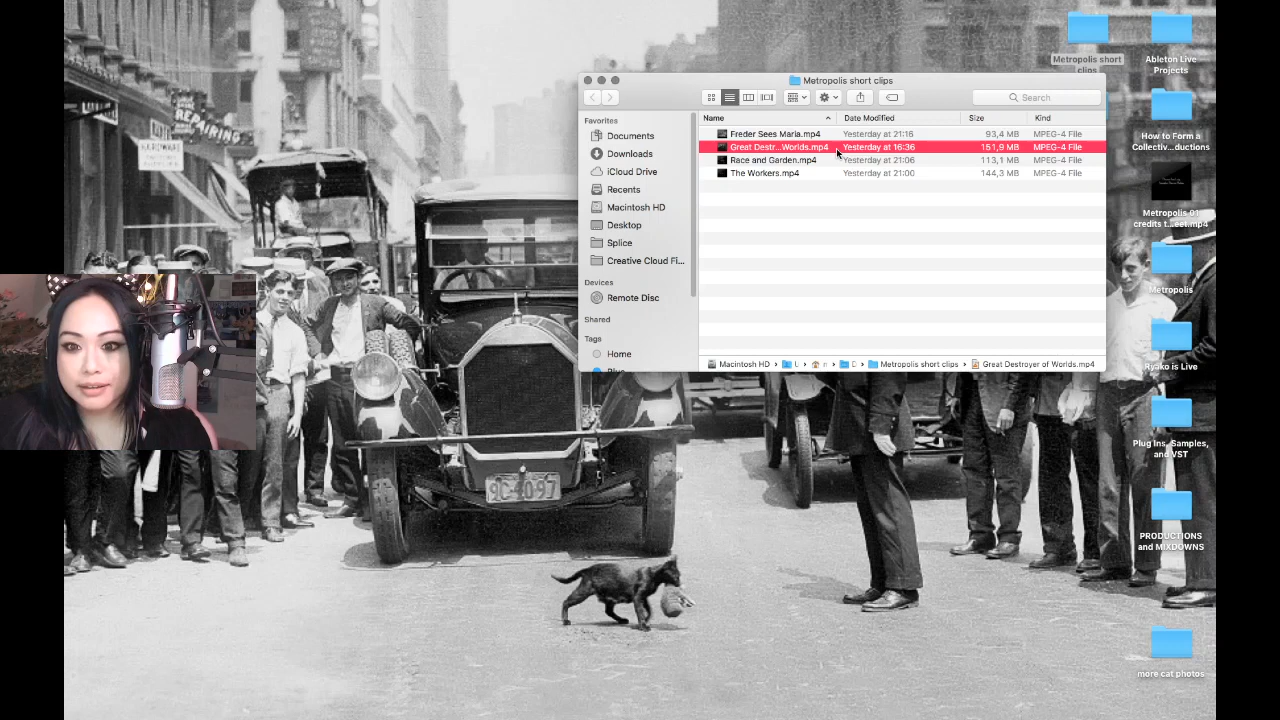 HARDWARE
REPAIRING
HARDWARE
9C-40-97
Metropolis short clips
Search
Favorites
Documents
Downloads
iCloud Drive
Recents
Macintosh HD
Desktop
Splice
Creative Cloud Fi...
Devices
Remote Disc
Shared
Tags
Home
Name Date Modified Size Kind
Freder Sees Maria.mp4 Yesterday at 21:16 93,4 MB MPEG-4 File
Great Destr...Worlds.mp4 Yesterday at 16:36 151,9 MB MPEG-4 File
Race and Garden.mp4 Yesterday at 21:06 113,1 MB MPEG-4 File
The Workers.mp4 Yesterday at 21:00 144,3 MB MPEG-4 File
Macintosh HD › Metropolis short clips › Great Destroyer of Worlds.mp4
Metropolis short
clips
Ableton Live
Projects
How to Form a
Collectiv...ductions
Metropolis 01
credits t...eet.mp4
Metropolis
Ryako is Live
Plug Ins, Samples,
and VST
PRODUCTIONS
and MIXDOWNS
more cat photos